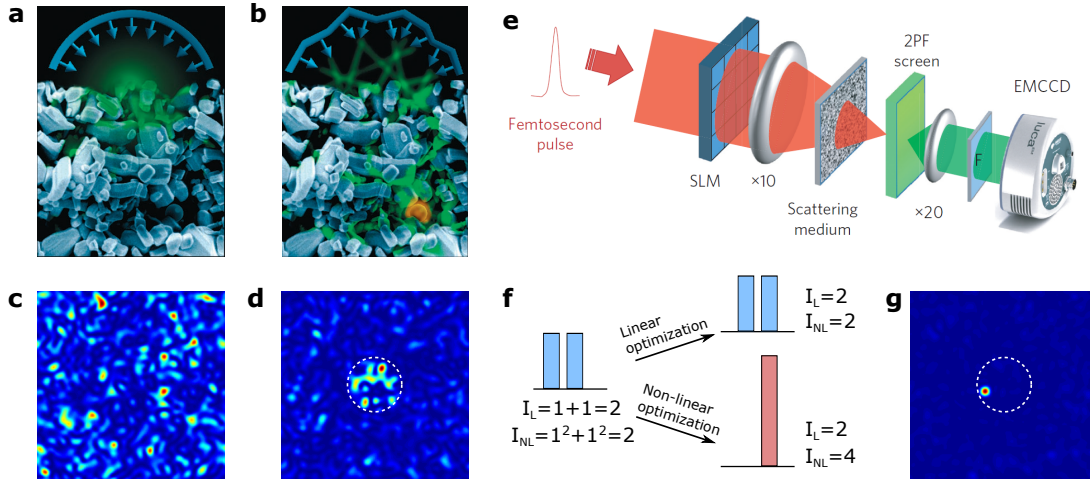 a
b
e
Femtosecond
pulse
SLM
×10
Scattering
medium
2PF
screen
×20
F
EMCCD
luca
c
d
f
I_L=1+1=2
I_NL=1²+1²=2
Linear
optimization
Non-linear
optimization
I_L=2
I_NL=2
I_L=2
I_NL=4
g